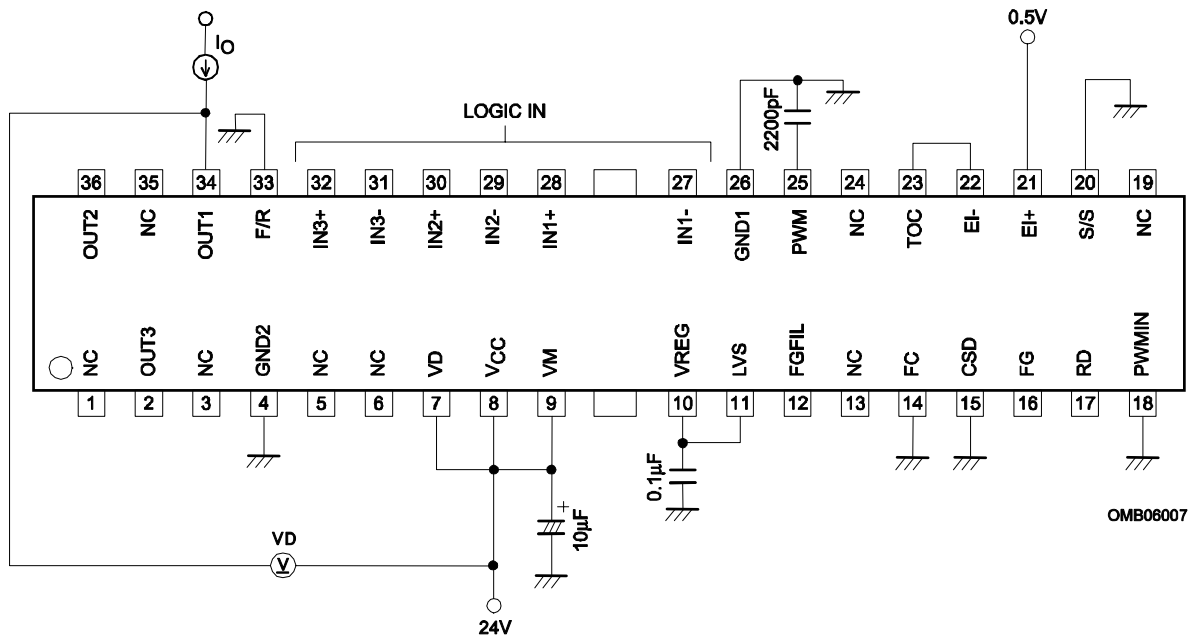 0.5V
IO
2200pF
LOGIC IN
36 35 34 33 32 31 30 29 28 27 26 25 24 23 22 21 20 19
OUT2 NC OUT1 F/R IN3+ IN3- IN2+ IN2- IN1+ IN1- GND1 PWM NC TOC EI- EI+ S/S NC
NC OUT3 NC GND2 NC NC VD VCC VM VREG LVS FGFIL NC FC CSD FG RD PWMIN
1 2 3 4 5 6 7 8 9 10 11 12 13 14 15 16 17 18
0.1µF
+
10µF
OMB06007
VD
V
24V